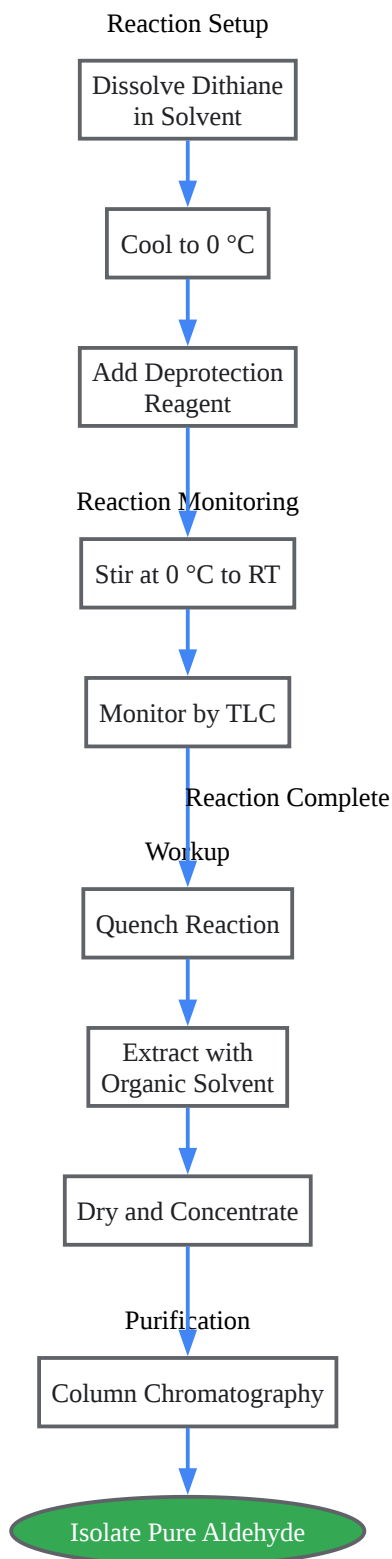 Reaction Setup
Dissolve Dithiane
in Solvent
Cool to 0 °C
Add Deprotection
Reagent
Reaction Monitoring
Stir at 0 °C to RT
Monitor by TLC
Reaction Complete
Workup
Quench Reaction
Extract with
Organic Solvent
Dry and Concentrate
Purification
Column Chromatography
Isolate Pure Aldehyde